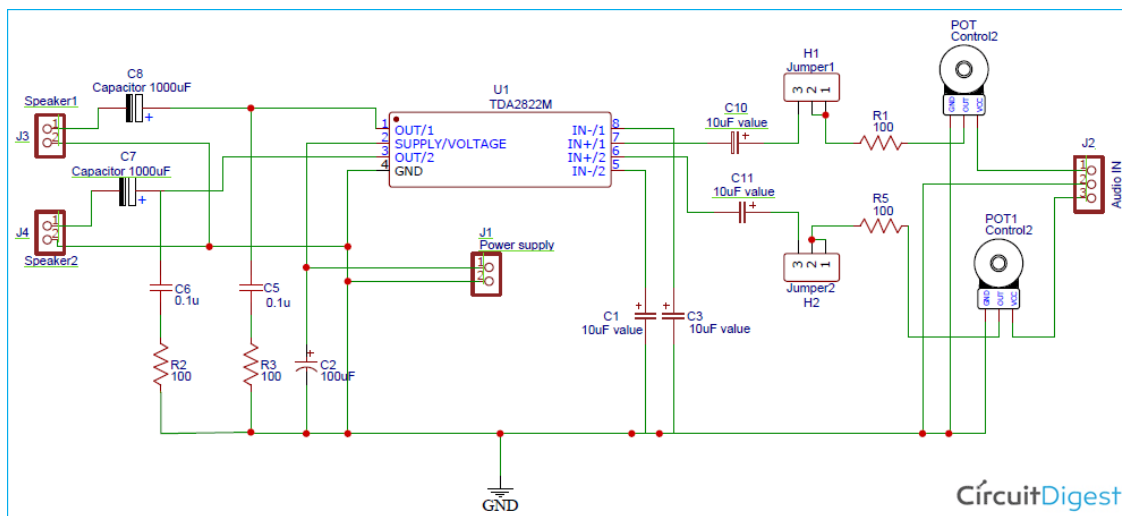 POT
Control2
GND
OUT
VCC
H1
Jumper1
3 2 1
C8
Capacitor 1000uF
+
U1
TDA2822M
Speaker1
J3
1
2
C10
10uF value
+
R1
100
1 OUT/1 IN-/1 8
2 SUPPLY/VOLTAGE IN+/1 7
3 OUT/2 IN+/2 6
4 GND IN-/2 5
C7
Capacitor 1000uF
+
J2
1
2
3
Audio IN
C11
10uF value
+
R5
100
J4
1
2
Speaker2
POT1
Control2
GND
OUT
VCC
J1
Power supply
1
2
3 2 1
Jumper2
H2
C6
0.1u
C5
0.1u
+
C1
10uF value
+
C3
10uF value
R2
100
R3
100
+
C2
100uF
GND
CircuitDigest